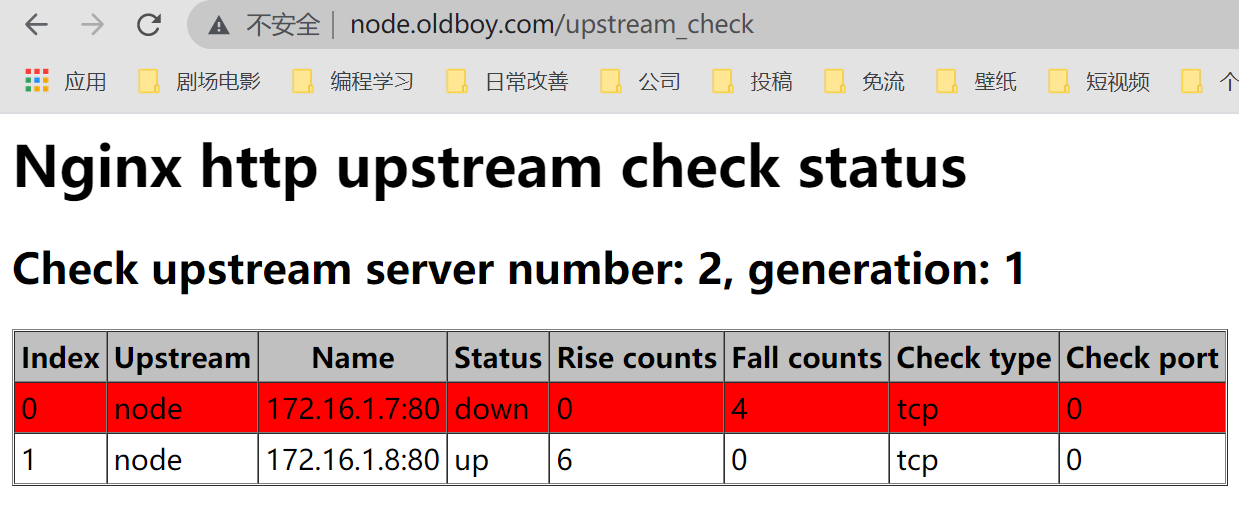 不安全 node.oldboy.com/upstream_check
应用 剧场电影 编程学习 日常改善 公司 投稿 免流 壁纸 短视频 个
Nginx http upstream check status
Check upstream server number: 2, generation: 1
Index Upstream Name Status Rise counts Fall counts Check type Check port
0 node 172.16.1.7:80 down 0 4 tcp 0
1 node 172.16.1.8:80 up 6 0 tcp 0